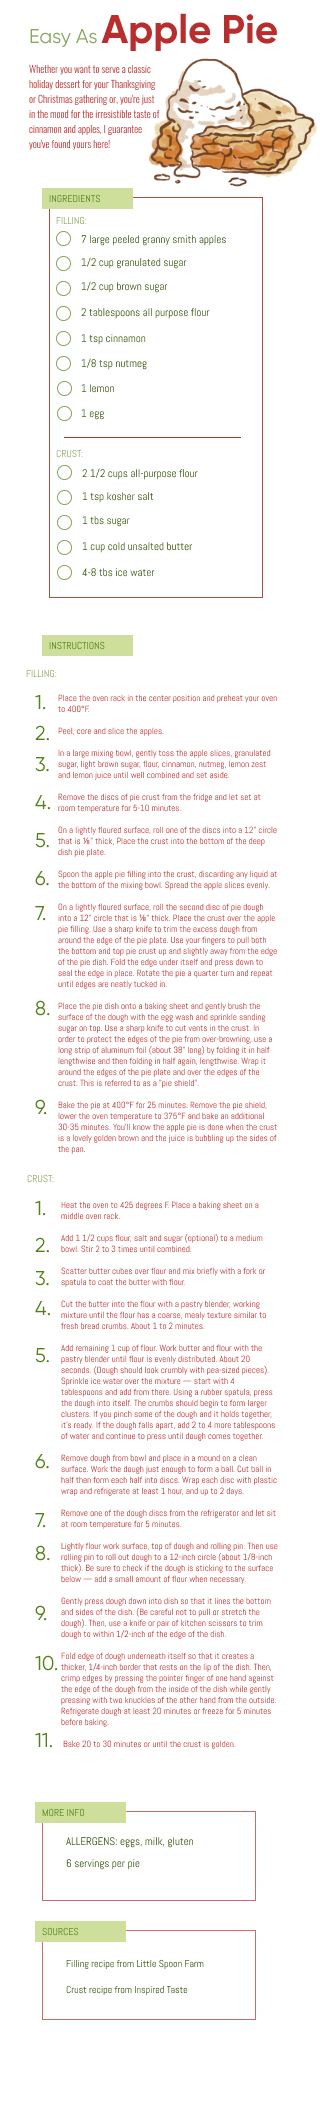 Easy As Apple Pie
Whether you want to serve a classic
holiday dessert for your Thanksgiving
or Christmas gathering or, you're just
in the mood for the irresistible taste of
cinnamon and apples, I guarantee
you've found yours here!
INGREDIENTS
FILLING:
7 large peeled granny smith apples
1/2 cup granulated sugar
1/2 cup brown sugar
2 tablespoons all purpose flour
1 tsp cinnamon
1/8 tsp nutmeg
1 lemon
1 egg
CRUST:
2 1/2 cups all-purpose flour
1 tsp kosher salt
1 tbs sugar
1 cup cold unsalted butter
4-8 tbs ice water
INSTRUCTIONS
FILLING:
1. Place the oven rack in the center position and preheat your oven
to 400°F.
2. Peel, core and slice the apples.
3. In a large mixing bowl, gently toss the apple slices, granulated
sugar, light brown sugar, flour, cinnamon, nutmeg, lemon zest
and lemon juice until well combined and set aside.
4. Remove the discs of pie crust from the fridge and let set at
room temperature for 5-10 minutes.
5. On a lightly floured surface, roll one of the discs into a 12" circle
that is ⅛" thick, Place the crust into the bottom of the deep
dish pie plate.
6. Spoon the apple pie filling into the crust, discarding any liquid at
the bottom of the mixing bowl. Spread the apple slices evenly.
7. On a lightly floured surface, roll the second disc of pie dough
into a 12" circle that is ⅛" thick. Place the crust over the apple
pie filling. Use a sharp knife to trim the excess dough from
around the edge of the pie plate. Use your fingers to pull both
the bottom and top pie crust up and slightly away from the edge
of the pie dish. Fold the edge under itself and press down to
seal the edge in place. Rotate the pie a quarter turn and repeat
until edges are neatly tucked in.
8. Place the pie dish onto a baking sheet and gently brush the
surface of the dough with the egg wash and sprinkle sanding
sugar on top. Use a sharp knife to cut vents in the crust. In
order to protect the edges of the pie from over-browning, use a
long strip of aluminum foil (about 38" long) by folding it in half
lengthwise and then folding in half again, lengthwise. Wrap it
around the edges of the pie plate and over the edges of the
crust. This is referred to as a "pie shield".
9. Bake the pie at 400°F for 25 minutes. Remove the pie shield,
lower the oven temperature to 375°F and bake an additional
30-35 minutes. You'll know the apple pie is done when the crust
is a lovely golden brown and the juice is bubbling up the sides of
the pan.
CRUST:
1. Heat the oven to 425 degrees F. Place a baking sheet on a
middle oven rack.
2. Add 1 1/2 cups flour, salt and sugar (optional) to a medium
bowl. Stir 2 to 3 times until combined.
3. Scatter butter cubes over flour and mix briefly with a fork or
spatula to coat the butter with flour.
4. Cut the butter into the flour with a pastry blender, working
mixture until the flour has a coarse, mealy texture similar to
fresh bread crumbs. About 1 to 2 minutes.
5. Add remaining 1 cup of flour. Work butter and flour with the
pastry blender until flour is evenly distributed. About 20
seconds. (Dough should look crumbly with pea-sized pieces).
Sprinkle ice water over the mixture — start with 4
tablespoons and add from there. Using a rubber spatula, press
the dough into itself. The crumbs should begin to form larger
clusters. If you pinch some of the dough and it holds together,
it's ready. If the dough falls apart, add 2 to 4 more tablespoons
of water and continue to press until dough comes together.
6. Remove dough from bowl and place in a mound on a clean
surface. Work the dough just enough to form a ball. Cut ball in
half then form each half into discs. Wrap each disc with plastic
wrap and refrigerate at least 1 hour, and up to 2 days.
7. Remove one of the dough discs from the refrigerator and let sit
at room temperature for 5 minutes.
8. Lightly flour work surface, top of dough and rolling pin. Then use
rolling pin to roll out dough to a 12-inch circle (about 1/8-inch
thick). Be sure to check if the dough is sticking to the surface
below — add a small amount of flour when necessary.
9. Gently press dough down into dish so that it lines the bottom
and sides of the dish. (Be careful not to pull or stretch the
dough). Then, use a knife or pair of kitchen scissors to trim
dough to within 1/2-inch of the edge of the dish.
10. Fold edge of dough underneath itself so that it creates a
thicker, 1/4-inch border that rests on the lip of the dish. Then,
crimp edges by pressing the pointer finger of one hand against
the edge of the dough from the inside of the dish while gently
pressing with two knuckles of the other hand from the outside.
Refrigerate dough at least 20 minutes or freeze for 5 minutes
before baking.
11. Bake 20 to 30 minutes or until the crust is golden.
MORE INFO
ALLERGENS: eggs, milk, gluten
6 servings per pie
SOURCES
Filling recipe from Little Spoon Farm
Crust recipe from Inspired Taste